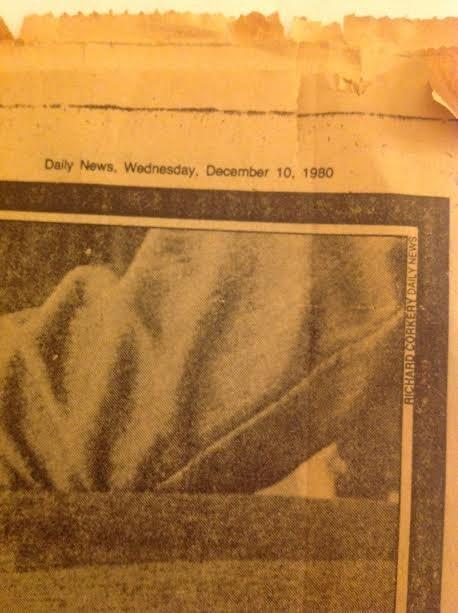 Daily News, Wednesday, December 10, 1980
RICHARD CORKERY DAILY NEWS